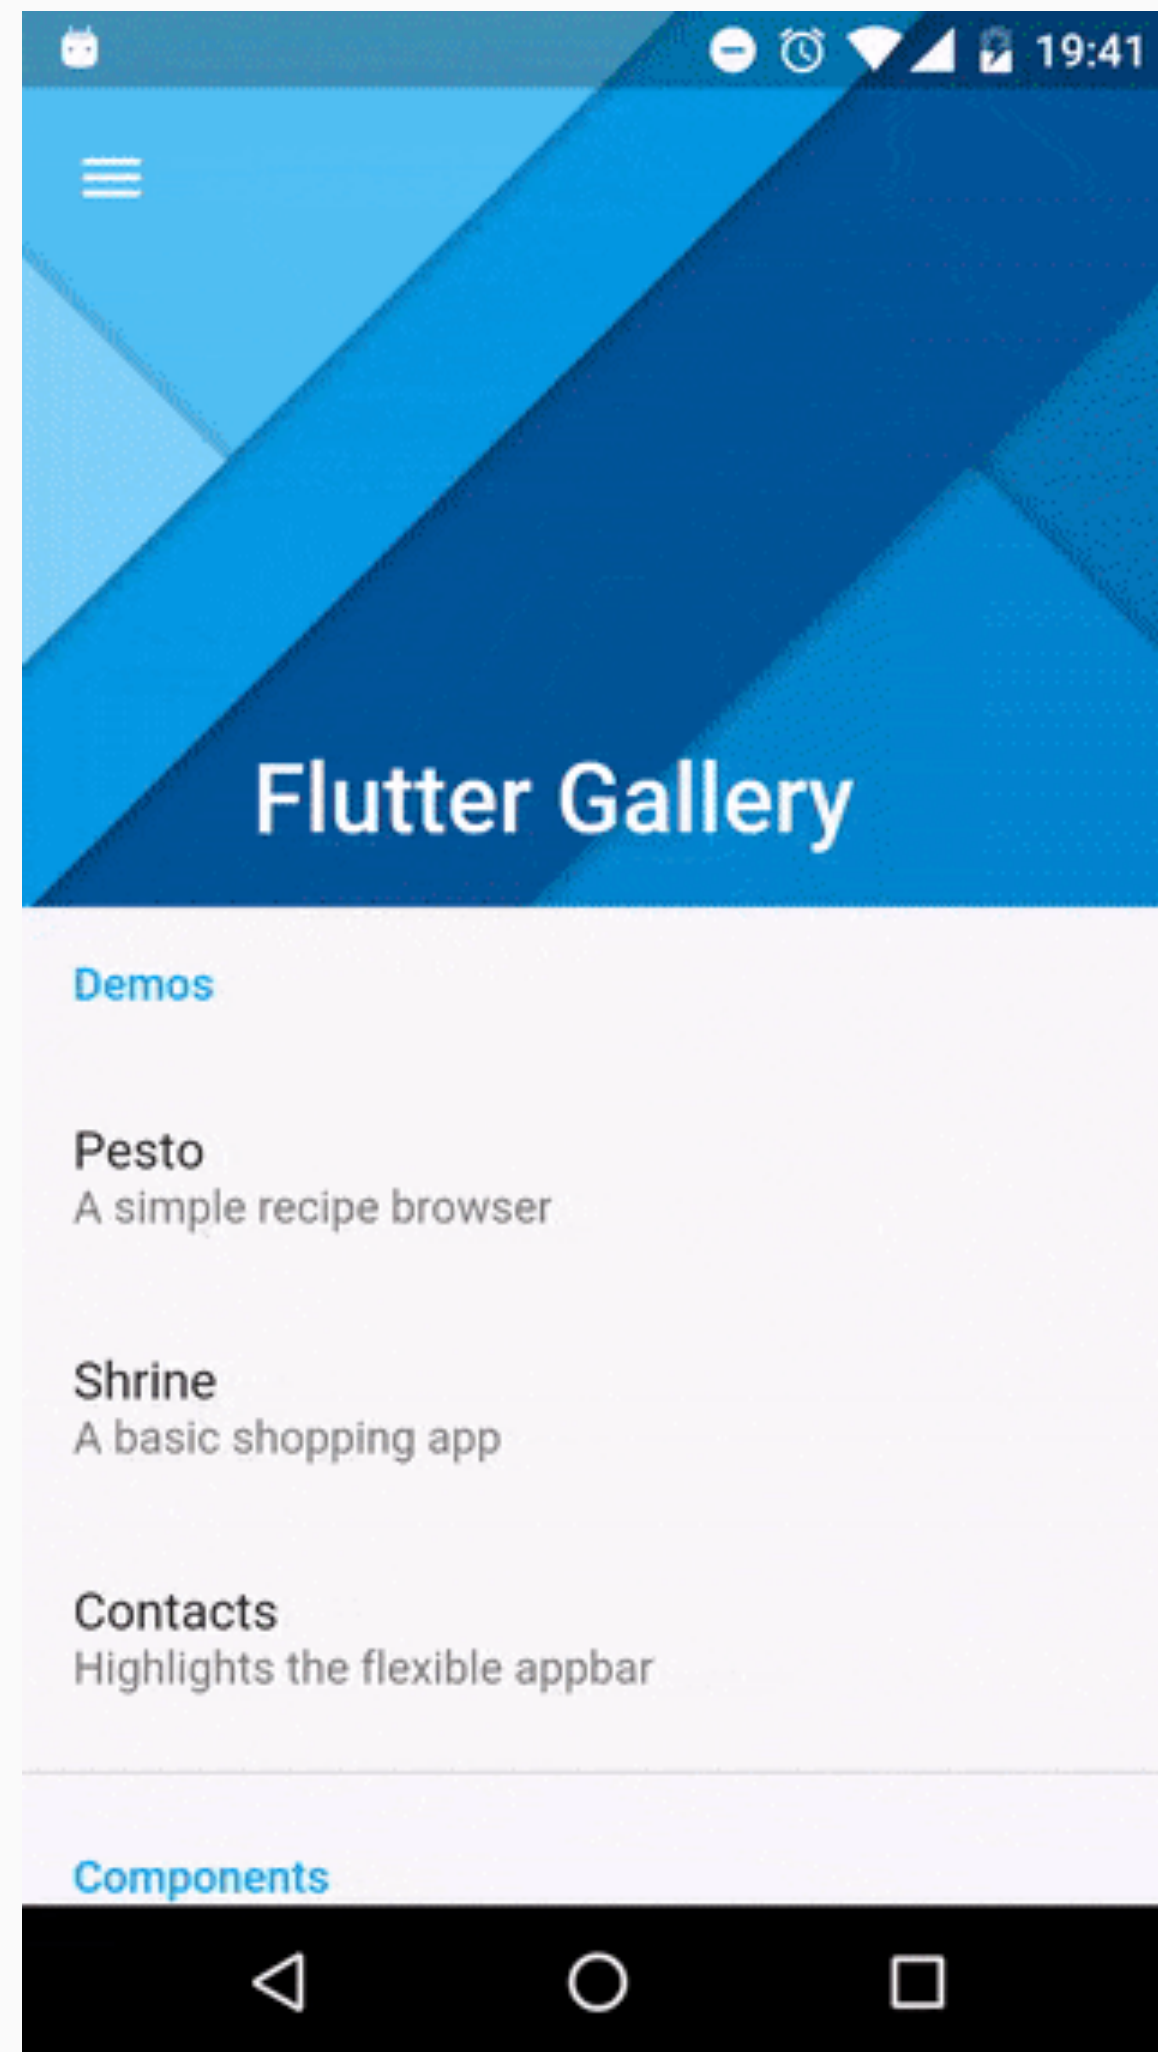 19:41
Flutter Gallery
Demos
Pesto
A simple recipe browser
Shrine
A basic shopping app
Contacts
Highlights the flexible appbar
Components